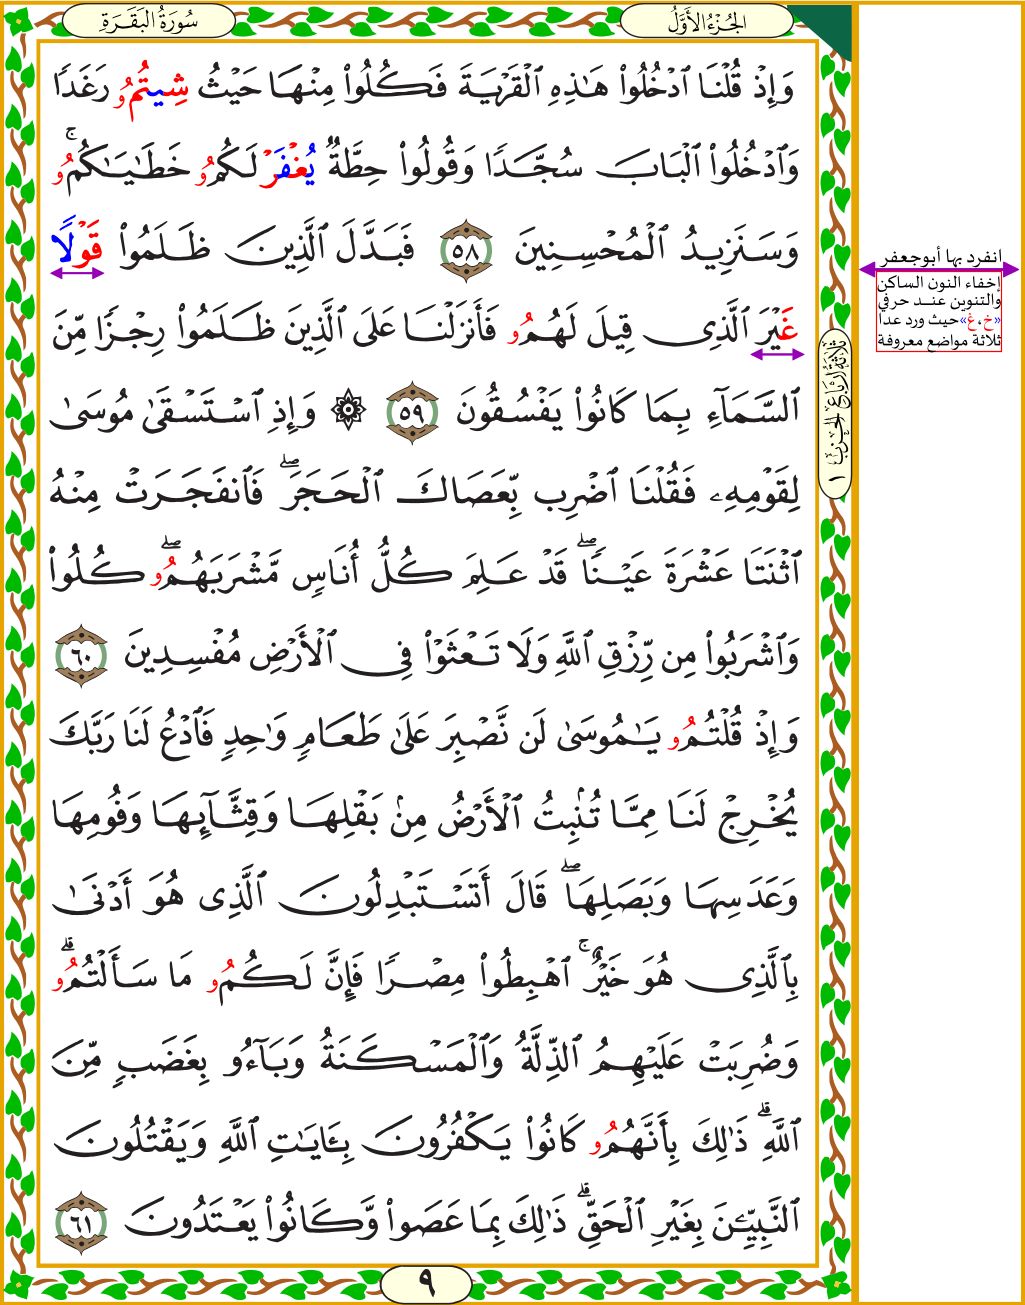 الجُزْءُ الأَوَّلُ
سُورَةُ البَقَرَةِ
وَإِذْ قُلْنَا ٱدْخُلُوا۟ هَٰذِهِ ٱلْقَرْيَةَ فَكُلُوا۟ مِنْهَا حَيْثُ شِيتُمُۥ رَغَدًا
وَٱدْخُلُوا۟ ٱلْبَابَ سُجَّدًا وَقُولُوا۟ حِطَّةٌ يُغْفَرْ لَكُمُۥ خَطَٰيَٰكُمُۥ ۚ
وَسَنَزِيدُ ٱلْمُحْسِنِينَ ٥٨ فَبَدَّلَ ٱلَّذِينَ ظَلَمُوا۟ قَوْلًا
غَيْرَ ٱلَّذِى قِيلَ لَهُمُۥ فَأَنزَلْنَا عَلَى ٱلَّذِينَ ظَلَمُوا۟ رِجْزًا مِّنَ
ٱلسَّمَآءِ بِمَا كَانُوا۟ يَفْسُقُونَ ٥٩ ۞ وَإِذِ ٱسْتَسْقَىٰ مُوسَىٰ
لِقَوْمِهِۦ فَقُلْنَا ٱضْرِب بِّعَصَاكَ ٱلْحَجَرَ ۖ فَٱنفَجَرَتْ مِنْهُ
ٱثْنَتَا عَشْرَةَ عَيْنًا ۖ قَدْ عَلِمَ كُلُّ أُنَاسٍ مَّشْرَبَهُمُۥ ۖ كُلُوا۟
وَٱشْرَبُوا۟ مِن رِّزْقِ ٱللَّهِ وَلَا تَعْثَوْا۟ فِى ٱلْأَرْضِ مُفْسِدِينَ ٦٠
وَإِذْ قُلْتُمُۥ يَٰمُوسَىٰ لَن نَّصْبِرَ عَلَىٰ طَعَامٍ وَٰحِدٍ فَٱدْعُ لَنَا رَبَّكَ
يُخْرِجْ لَنَا مِمَّا تُنۢبِتُ ٱلْأَرْضُ مِنۢ بَقْلِهَا وَقِثَّآئِهَا وَفُومِهَا
وَعَدَسِهَا وَبَصَلِهَا ۖ قَالَ أَتَسْتَبْدِلُونَ ٱلَّذِى هُوَ أَدْنَىٰ
بِٱلَّذِى هُوَ خَيْرٌ ۚ ٱهْبِطُوا۟ مِصْرًا فَإِنَّ لَكُمُۥ مَا سَأَلْتُمُۥ ۗ
وَضُرِبَتْ عَلَيْهِمُ ٱلذِّلَّةُ وَٱلْمَسْكَنَةُ وَبَآءُو بِغَضَبٍ مِّنَ
ٱللَّهِ ۗ ذَٰلِكَ بِأَنَّهُمُۥ كَانُوا۟ يَكْفُرُونَ بِـَٔايَٰتِ ٱللَّهِ وَيَقْتُلُونَ
ٱلنَّبِيِّـۧنَ بِغَيْرِ ٱلْحَقِّ ۗ ذَٰلِكَ بِمَا عَصَوا۟ وَّكَانُوا۟ يَعْتَدُونَ ٦١
٩
ثلاثة أرباع الحزب ١
انفرد بها أبوجعفر
إخفاء النون الساكن
والتنوين عند حرفي
«خ،غ» حيث ورد عدا
ثلاثة مواضع معروفة